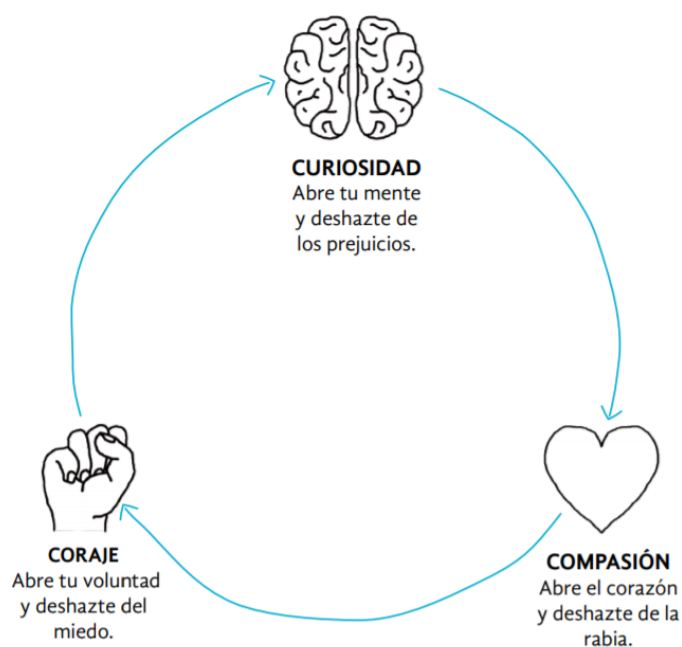 CURIOSIDAD
Abre tu mente
y deshazte de
los prejuicios.
CORAJE
Abre tu voluntad
y deshazte del
miedo.
COMPASIÓN
Abre el corazón
y deshazte de la
rabia.